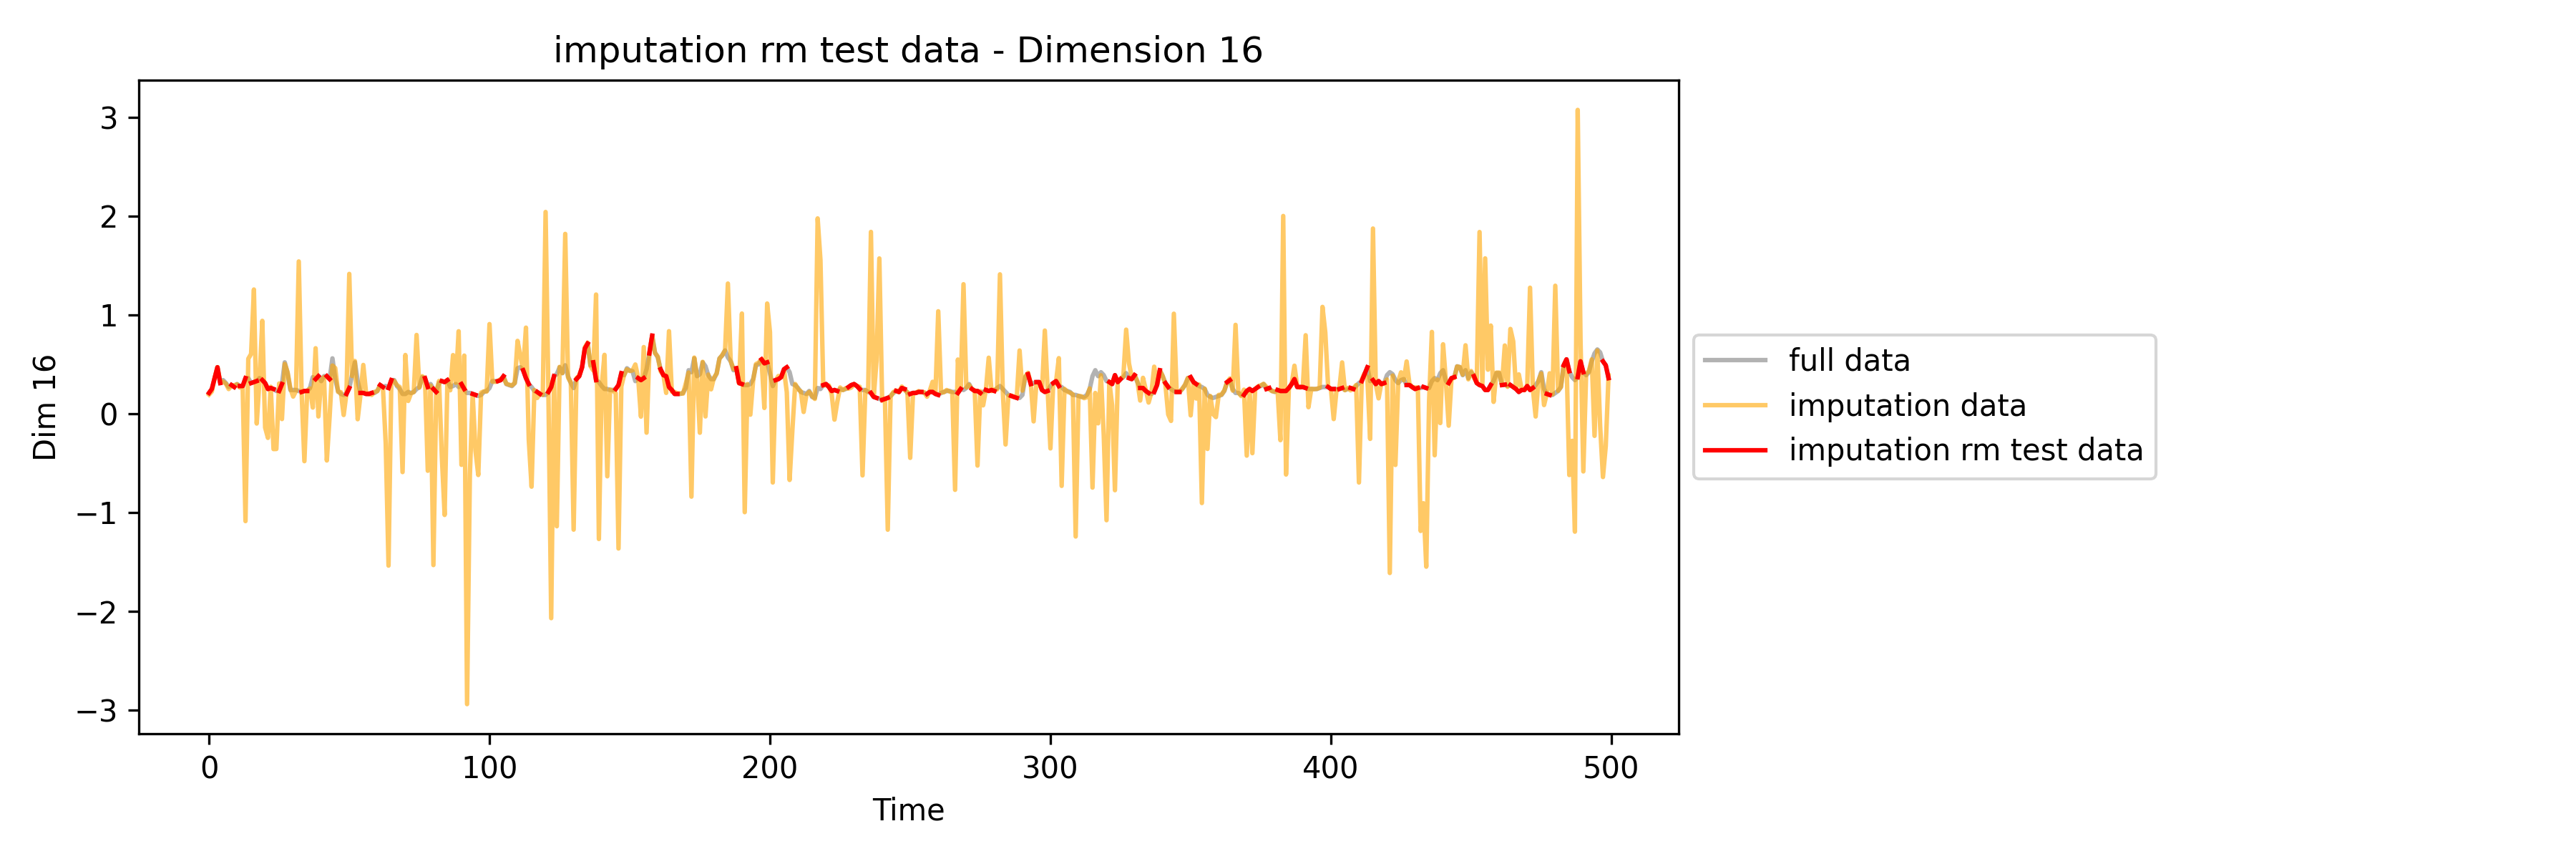 imputation rm test data - Dimension 16
3
2
1
0
−1
−2
−3
Dim 16
0 100 200 300 400 500
Time
full data
imputation data
imputation rm test data